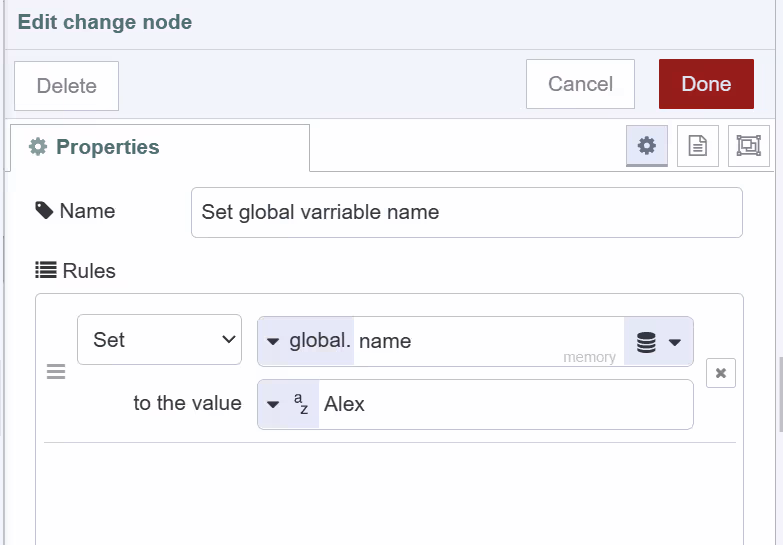 Edit change node
Delete
Cancel
Done
Properties
Name
Set global varriable name
Rules
Set
global. name
memory
to the value
az Alex